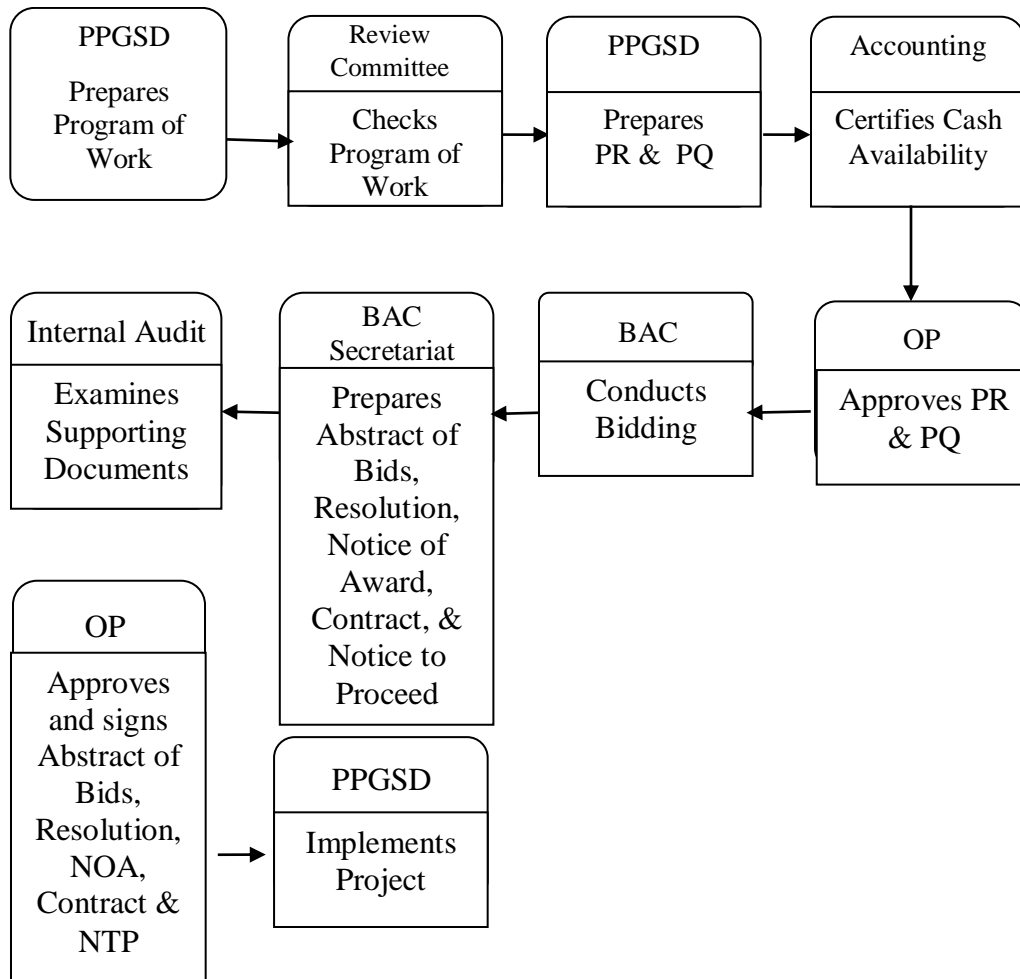 PPGSD
Prepares
Program of
Work
Review
Committee
Checks
Program of
Work
PPGSD
Prepares
PR & PQ
Accounting
Certifies Cash
Availability
OP
Approves PR
& PQ
BAC
Conducts
Bidding
BAC
Secretariat
Prepares
Abstract of
Bids,
Resolution,
Notice of
Award,
Contract, &
Notice to
Proceed
Internal Audit
Examines
Supporting
Documents
OP
Approves
and signs
Abstract of
Bids,
Resolution,
NOA,
Contract &
NTP
PPGSD
Implements
Project